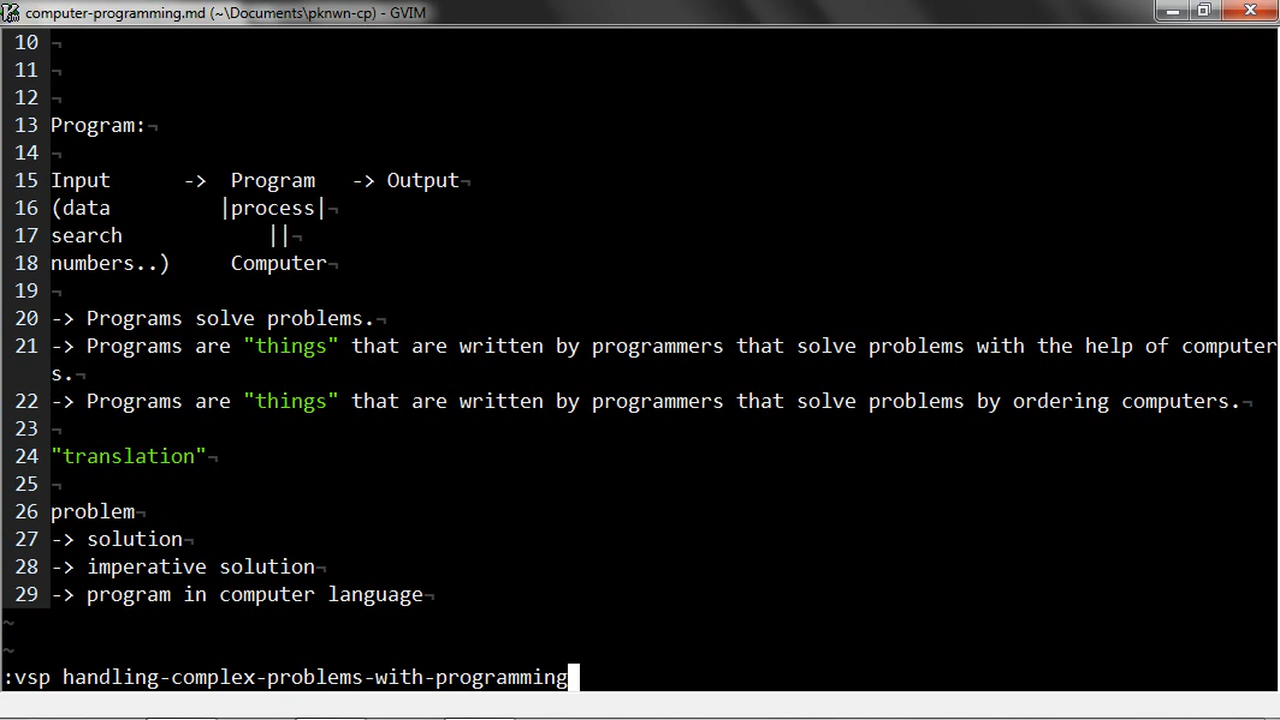 computer-programming.md (~\Documents\pknwn-cp) - GVIM
10 ¬
11 ¬
12 ¬
13 Program:¬
14 ¬
15 Input      ->  Program   -> Output¬
16 (data         |process|¬
17 search            ||¬
18 numbers..)     Computer¬
19 ¬
20 -> Programs solve problems.¬
21 -> Programs are "things" that are written by programmers that solve problems with the help of computer
s.¬
22 -> Programs are "things" that are written by programmers that solve problems by ordering computers.¬
23 ¬
24 "translation"¬
25 ¬
26 problem¬
27 -> solution¬
28 -> imperative solution¬
29 -> program in computer language¬
~
~
:vsp handling-complex-problems-with-programming